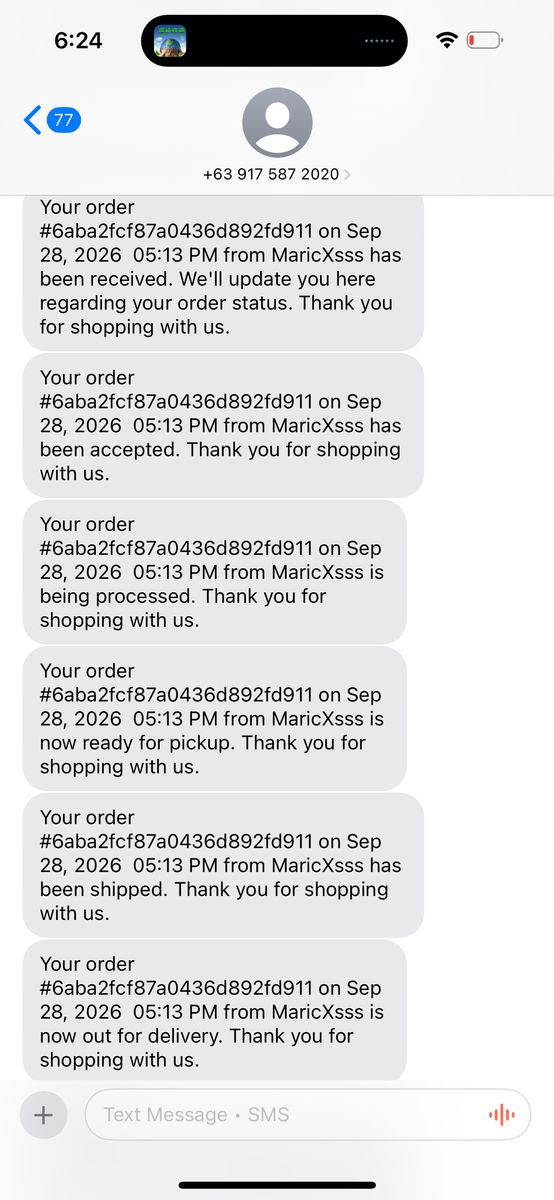 6:24
77
+63 917 587 2020
Your order
#6aba2fcf87a0436d892fd911 on Sep
28, 2026  05:13 PM from MaricXsss has
been received. We'll update you here
regarding your order status. Thank you
for shopping with us.
Your order
#6aba2fcf87a0436d892fd911 on Sep
28, 2026  05:13 PM from MaricXsss has
been accepted. Thank you for shopping
with us.
Your order
#6aba2fcf87a0436d892fd911 on Sep
28, 2026  05:13 PM from MaricXsss is
being processed. Thank you for
shopping with us.
Your order
#6aba2fcf87a0436d892fd911 on Sep
28, 2026  05:13 PM from MaricXsss is
now ready for pickup. Thank you for
shopping with us.
Your order
#6aba2fcf87a0436d892fd911 on Sep
28, 2026  05:13 PM from MaricXsss has
been shipped. Thank you for shopping
with us.
Your order
#6aba2fcf87a0436d892fd911 on Sep
28, 2026  05:13 PM from MaricXsss is
now out for delivery. Thank you for
shopping with us.
Text Message • SMS